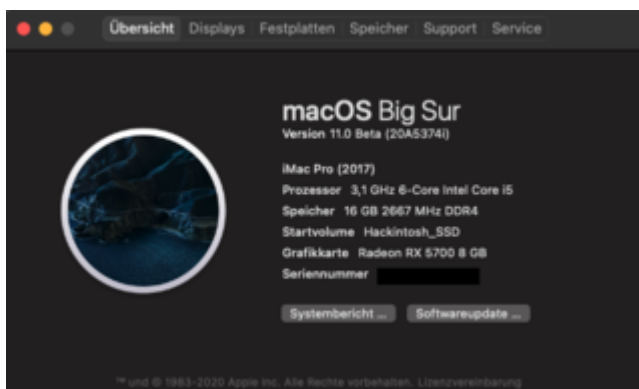 Übersicht Displays Festplatten Speicher Support Service
macOS Big Sur
Version 11.0 Beta (20A5374i)
iMac Pro (2017)
Prozessor 3,1 GHz 6-Core Intel Core i5
Speicher 16 GB 2667 MHz DDR4
Startvolume Hackintosh_SSD
Grafikkarte Radeon RX 5700 8 GB
Seriennummer
Systembericht ... Softwareupdate ...
™ und © 1983-2020 Apple Inc. Alle Rechte vorbehalten. Lizenzvereinbarung